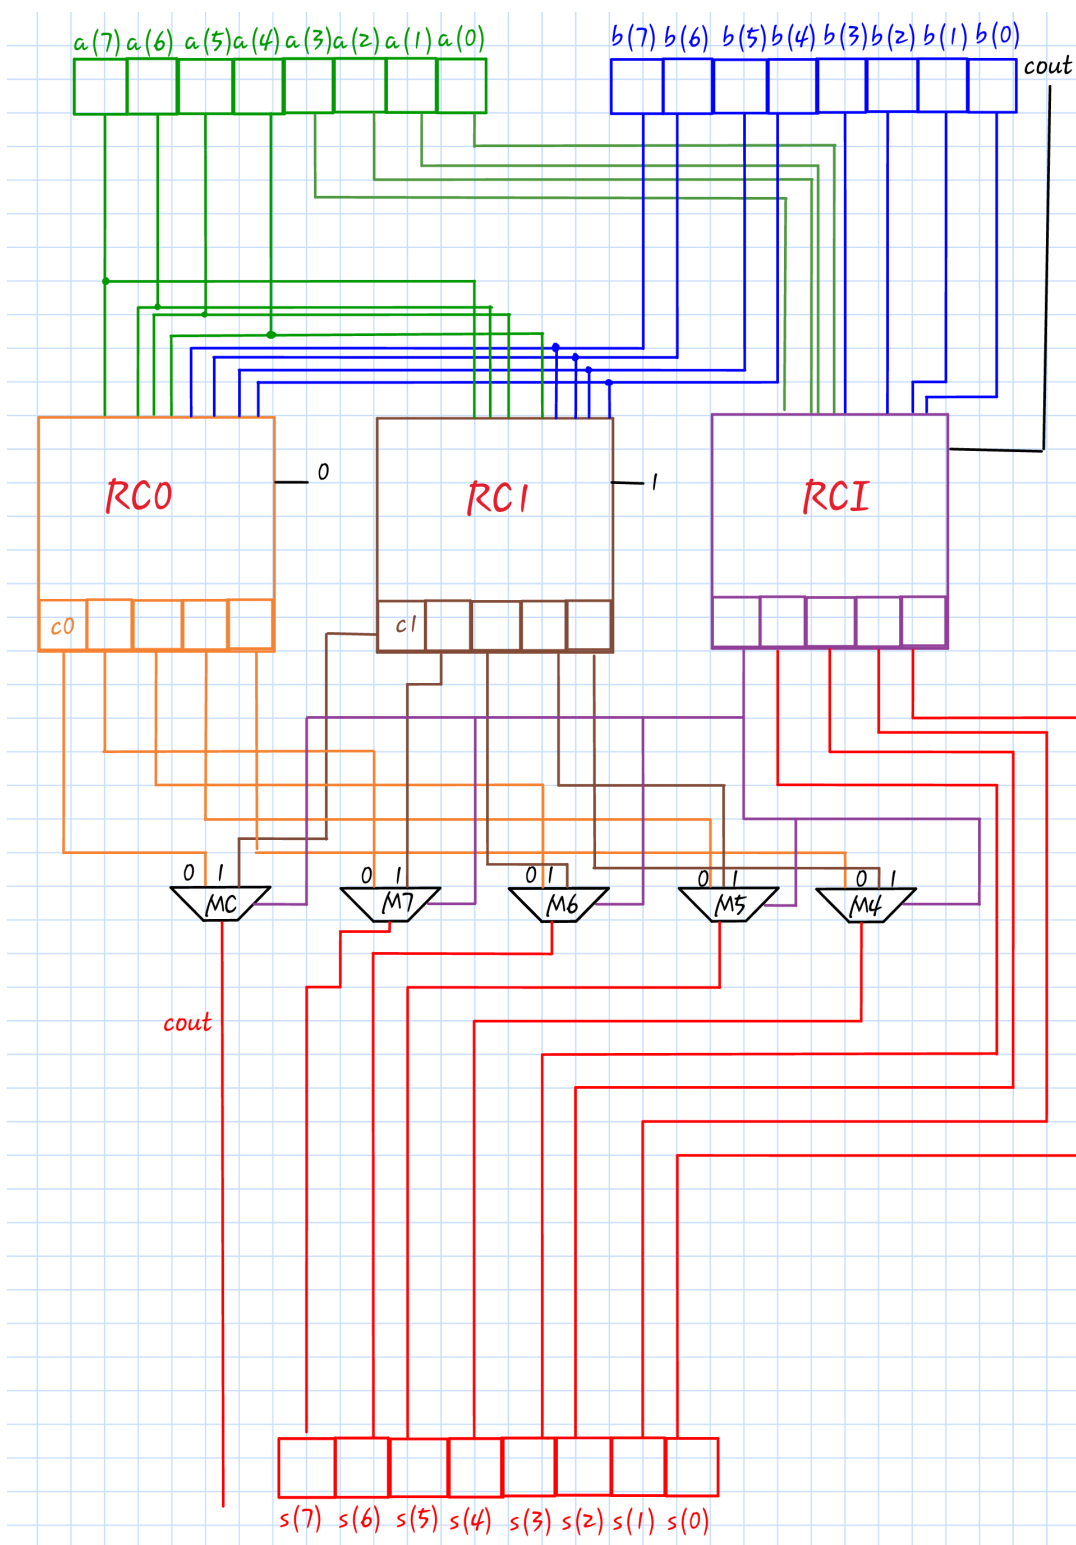 a(7) a(6) a(5) a(4) a(3) a(2) a(1) a(0)
b(7) b(6) b(5) b(4) b(3) b(2) b(1) b(0)
cout
RC0
0
RC1
1
RCI
c0
c1
0 1
0 1
0 1
0 1
0 1
MC
M7
M6
M5
M4
cout
s(7) s(6) s(5) s(4) s(3) s(2) s(1) s(0)